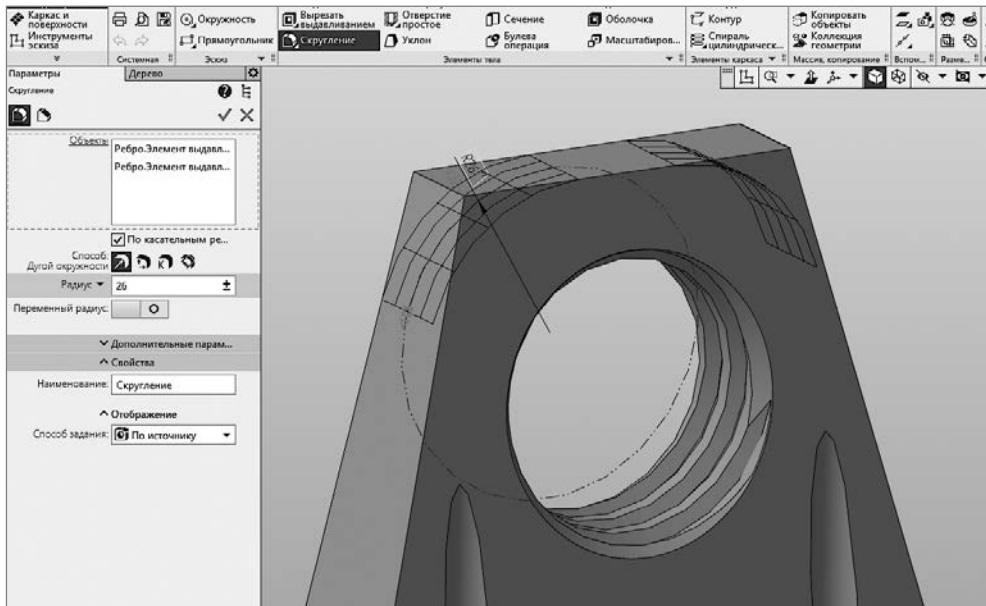 Каркас и
поверхности
Инструменты
эскиза
Системная
Окружность
Прямоугольник
Эскиз
Вырезать
выдавливанием
Скругление
Отверстие
простое
Уклон
Сечение
Булева
операция
Оболочка
Масштабиров...
Элементы тела
Контур
Спираль
цилиндрическ...
Элементы каркаса
Копировать
объекты
Коллекция
геометрии
Массив, копирование
Вспом...
Разме...
Параметры
Дерево
Скругление
Объекты
Ребро.Элемент выдавл...
Ребро.Элемент выдавл...
По касательным ре...
Способ:
Дугой окружности
Радиус
26
Переменный радиус:
Дополнительные парам...
Свойства
Наименование:
Скругление
Отображение
Способ задания:
По источнику